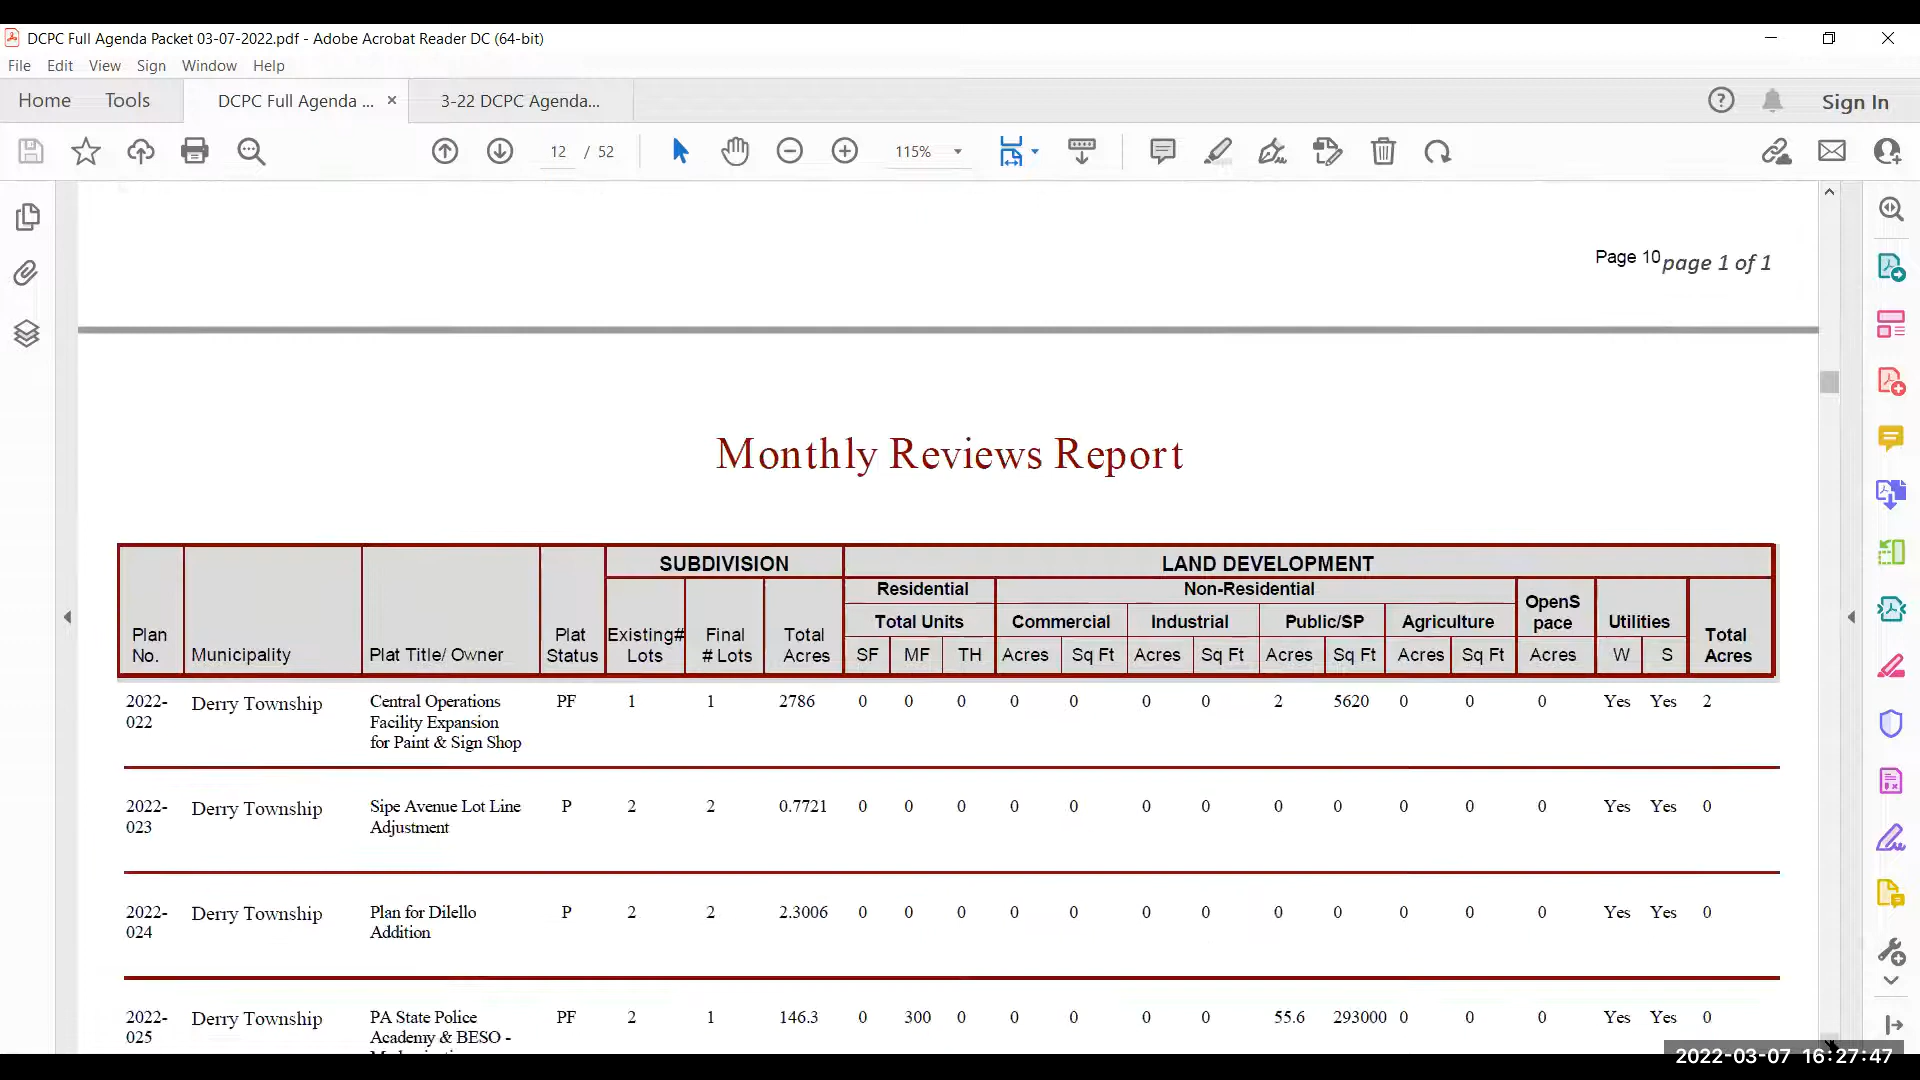 DCPC Full Agenda Packet 03-07-2022.pdf - Adobe Acrobat Reader DC (64-bit)
File Edit View Sign Window Help
Home Tools DCPC Full Agenda ... × 3-22 DCPC Agenda... Sign In
12 / 52 115%
Page 10 page 1 of 1
Monthly Reviews Report
SUBDIVISION LAND DEVELOPMENT
Residential Non-Residential
Total Units Commercial Industrial Public/SP Agriculture OpenS pace Utilities
Plan No. Municipality Plat Title/ Owner Plat Status Existing# Lots Final # Lots Total Acres SF MF TH Acres Sq Ft Acres Sq Ft Acres Sq Ft Acres Sq Ft Acres W S Total Acres
2022- Derry Township Central Operations PF 1 1 2786 0 0 0 0 0 0 0 2 5620 0 0 0 Yes Yes 2
022 Facility Expansion
for Paint & Sign Shop
2022- Derry Township Sipe Avenue Lot Line P 2 2 0.7721 0 0 0 0 0 0 0 0 0 0 0 0 Yes Yes 0
023 Adjustment
2022- Derry Township Plan for Dilello P 2 2 2.3006 0 0 0 0 0 0 0 0 0 0 0 0 Yes Yes 0
024 Addition
2022- Derry Township PA State Police PF 2 1 146.3 0 300 0 0 0 0 0 55.6 293000 0 0 0 Yes Yes 0
025 Academy & BESO -
2022-03-07 16:27:47